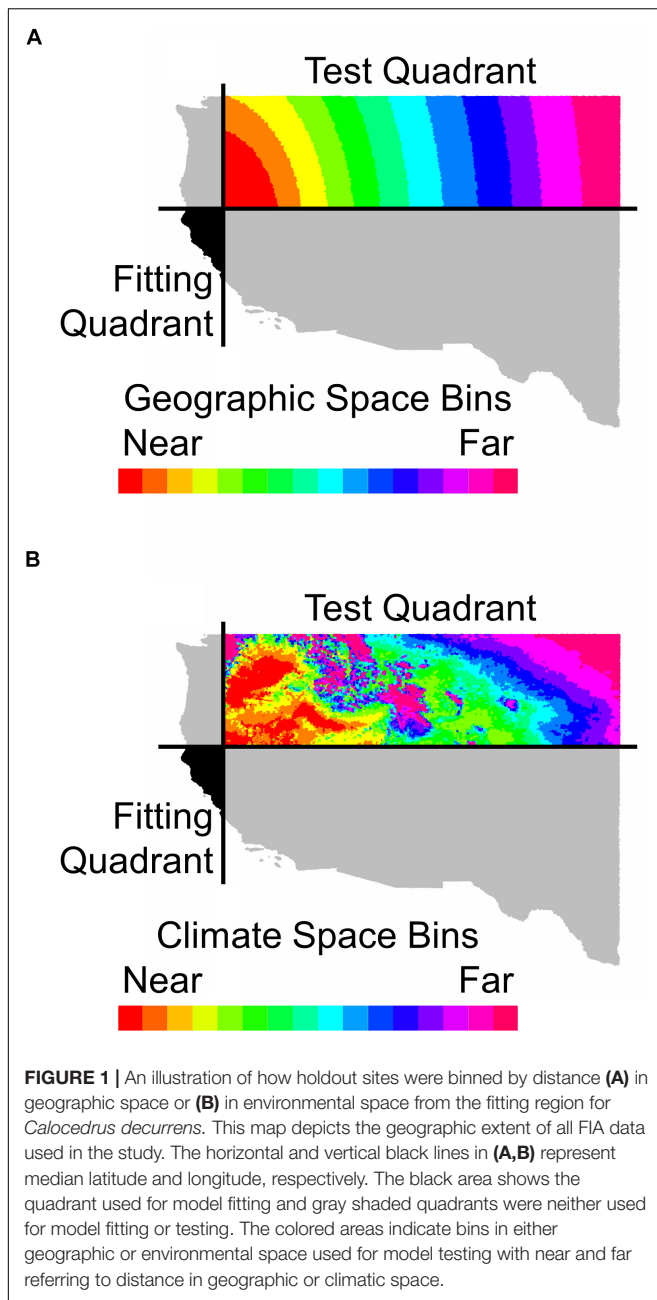 A
Test Quadrant
Fitting
Quadrant
Geographic Space Bins
Near Far
B
Test Quadrant
Fitting
Quadrant
Climate Space Bins
Near Far
FIGURE 1 | An illustration of how holdout sites were binned by distance (A) in
geographic space or (B) in environmental space from the fitting region for
Calocedrus decurrens. This map depicts the geographic extent of all FIA data
used in the study. The horizontal and vertical black lines in (A,B) represent
median latitude and longitude, respectively. The black area shows the
quadrant used for model fitting and gray shaded quadrants were neither used
for model fitting or testing. The colored areas indicate bins in either
geographic or environmental space used for model testing with near and far
referring to distance in geographic or climatic space.